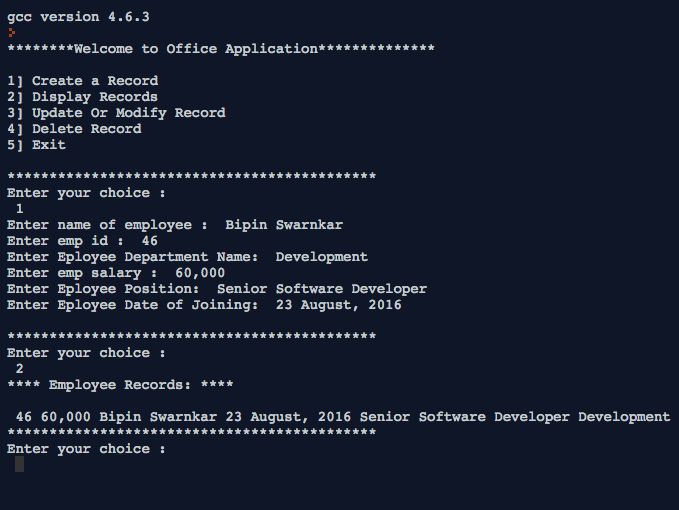 gcc version 4.6.3
********Welcome to Office Application**************
1] Create a Record
2] Display Records
3] Update Or Modify Record
4] Delete Record
5] Exit
********************************************
Enter your choice :
1
Enter name of employee :  Bipin Swarnkar
Enter emp id :  46
Enter Eployee Department Name:  Development
Enter emp salary :  60,000
Enter Eployee Position:  Senior Software Developer
Enter Eployee Date of Joining:  23 August, 2016
********************************************
Enter your choice :
2
**** Employee Records: ****
46 60,000 Bipin Swarnkar 23 August, 2016 Senior Software Developer Development
********************************************
Enter your choice :